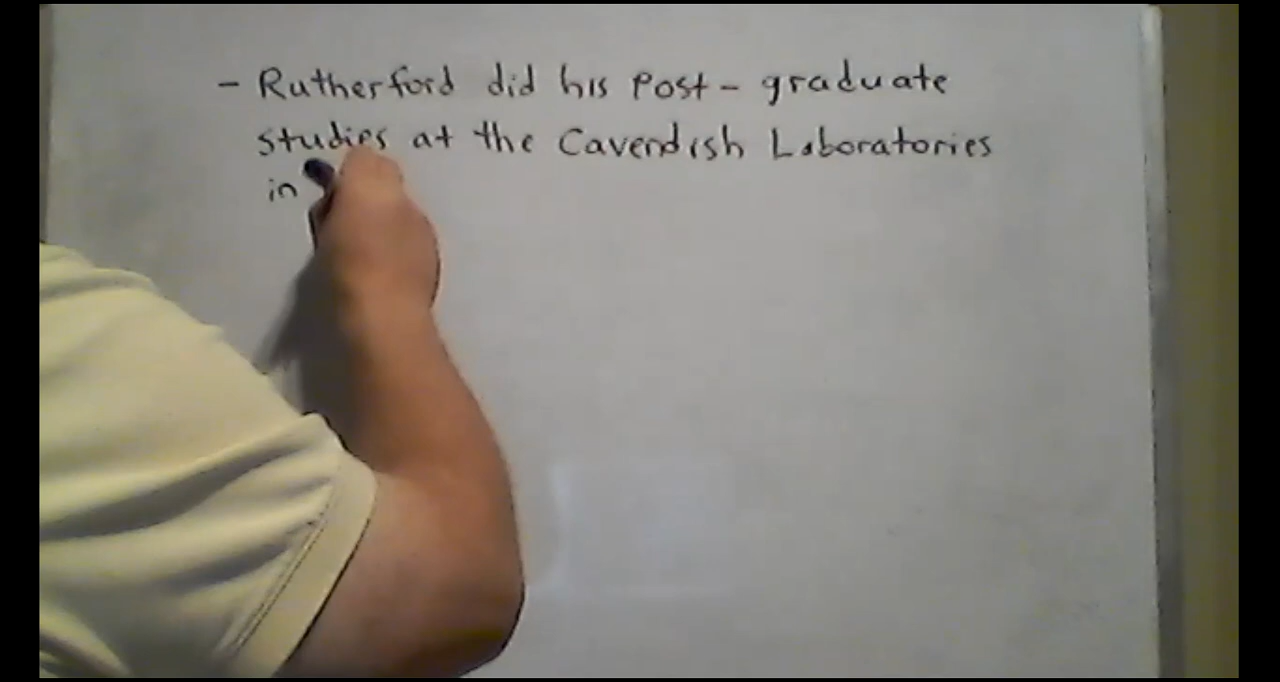 - Rutherford did his Post - graduate
studies at the Cavendish Laboratories
in